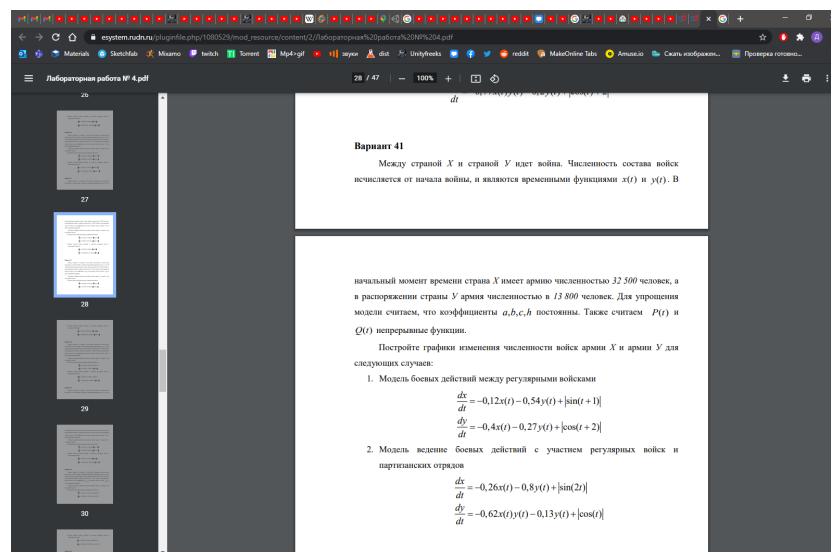 esystem.rudn.ru/pluginfile.php/1080529/mod_resource/content/2/Лабораторная%20работа%20№%204.pdf
Materials Sketchfab Mixamo twitch Torrent Mp4>gif звуки dist Unityfreeks reddit MakeOnline Tabs Amuse.io Сжать изображен... Проверка готовно...
Лабораторная работа № 4.pdf 28 / 47 100%
26
27
28
29
30
dt
Вариант 41
Между страной X и страной У идет война. Численность состава войск
исчисляется от начала войны, и являются временными функциями x(t) и y(t). В
начальный момент времени страна X имеет армию численностью 32 500 человек, а
в распоряжении страны У армия численностью в 13 800 человек. Для упрощения
модели считаем, что коэффициенты a,b,c,h постоянны. Также считаем P(t) и
Q(t) непрерывные функции.
Постройте графики изменения численности войск армии X и армии У для
следующих случаев:
1. Модель боевых действий между регулярными войсками
dx/dt = −0,12x(t) − 0,54y(t) + |sin(t+1)|
dy/dt = −0,4x(t) − 0,27y(t) + |cos(t+2)|
2. Модель ведение боевых действий с участием регулярных войск и
партизанских отрядов
dx/dt = −0,26x(t) − 0,8y(t) + |sin(2t)|
dy/dt = −0,62x(t)y(t) − 0,13y(t) + |cos(t)|